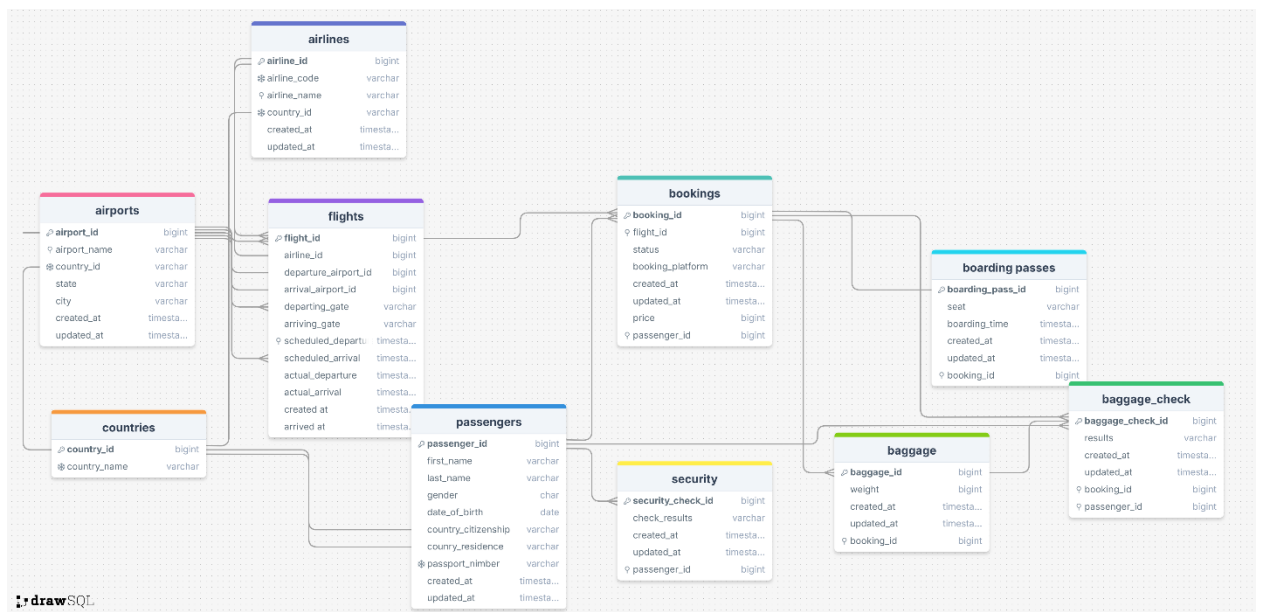 airlines
airline_id bigint
airline_code varchar
airline_name varchar
country_id varchar
created_at timesta...
updated_at timesta...
airports
airport_id bigint
airport_name varchar
country_id varchar
state varchar
city varchar
created_at timesta...
updated_at timesta...
flights
flight_id bigint
airline_id bigint
departure_airport_id bigint
arrival_airport_id bigint
departing_gate varchar
arriving_gate varchar
scheduled_departu timesta...
scheduled_arrival timesta...
actual_departure timesta...
actual_arrival timesta...
created at timesta...
arrived at timesta...
bookings
booking_id bigint
flight_id bigint
status varchar
booking_platform varchar
created_at timesta...
updated_at timesta...
price bigint
passenger_id bigint
boarding passes
boarding_pass_id bigint
seat varchar
boarding_time timesta...
created_at timesta...
updated_at timesta...
booking_id bigint
baggage_check
baggage_check_id bigint
results varchar
created_at timesta...
updated_at timesta...
booking_id bigint
passenger_id bigint
countries
country_id bigint
country_name varchar
passengers
passenger_id bigint
first_name varchar
last_name varchar
gender char
date_of_birth date
country_citizenship varchar
counry_residence varchar
passport_nimber varchar
created_at timesta...
updated_at timesta...
security
security_check_id bigint
check_results varchar
created_at timesta...
updated_at timesta...
passenger_id bigint
baggage
baggage_id bigint
weight bigint
created_at timesta...
updated_at timesta...
booking_id bigint
drawSQL